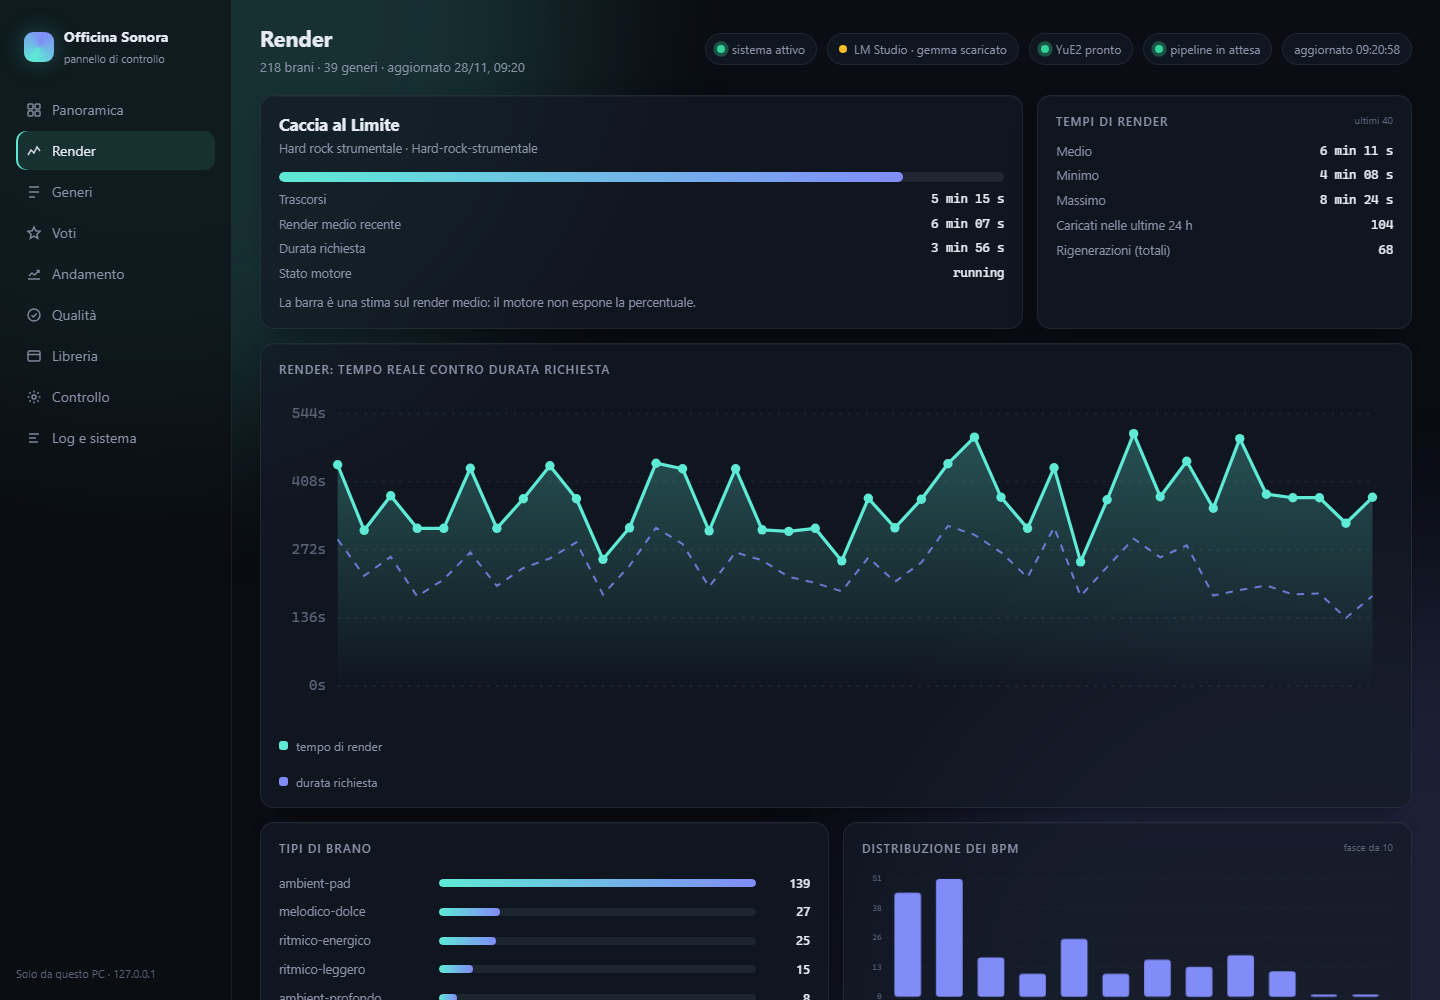 Officina Sonora
pannello di controllo
Panoramica
Render
Generi
Voti
Andamento
Qualità
Libreria
Controllo
Log e sistema
Solo da questo PC · 127.0.0.1
Render
218 brani · 39 generi · aggiornato 28/11, 09:20
sistema attivo
LM Studio · gemma scaricato
YuE2 pronto
pipeline in attesa
aggiornato 09:20:58
Caccia al Limite
Hard rock strumentale · Hard-rock-strumentale
Trascorsi 5 min 15 s
Render medio recente 6 min 07 s
Durata richiesta 3 min 56 s
Stato motore running
La barra è una stima sul render medio: il motore non espone la percentuale.
TEMPI DI RENDER ultimi 40
Medio 6 min 11 s
Minimo 4 min 08 s
Massimo 8 min 24 s
Caricati nelle ultime 24 h 104
Rigenerazioni (totali) 68
RENDER: TEMPO REALE CONTRO DURATA RICHIESTA
544s
408s
272s
136s
0s
tempo di render
durata richiesta
TIPI DI BRANO
ambient-pad 139
melodico-dolce 27
ritmico-energico 25
ritmico-leggero 15
ambient-profondo 8
DISTRIBUZIONE DEI BPM fasce da 10
51
38
26
13
0